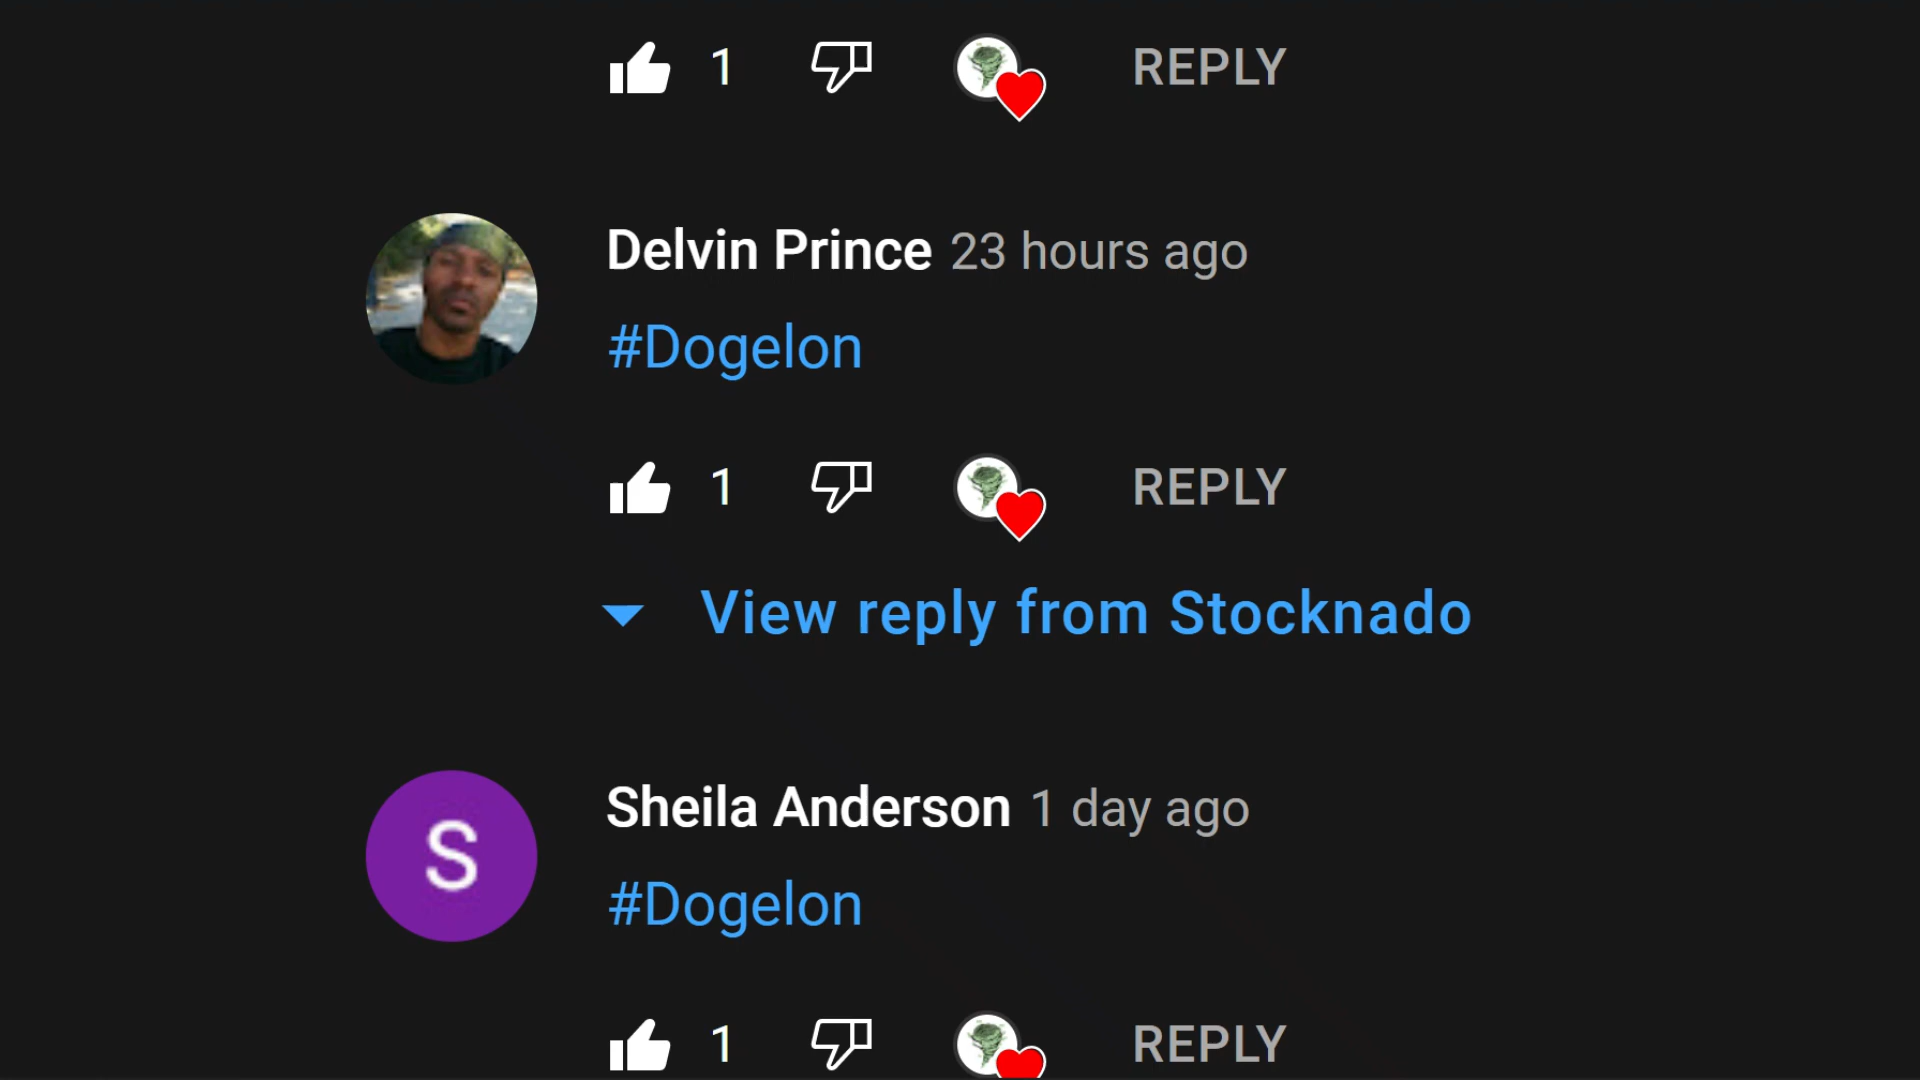 1 REPLY
Delvin Prince 23 hours ago
#Dogelon
1 REPLY
View reply from Stocknado
S
Sheila Anderson 1 day ago
#Dogelon
1 REPLY